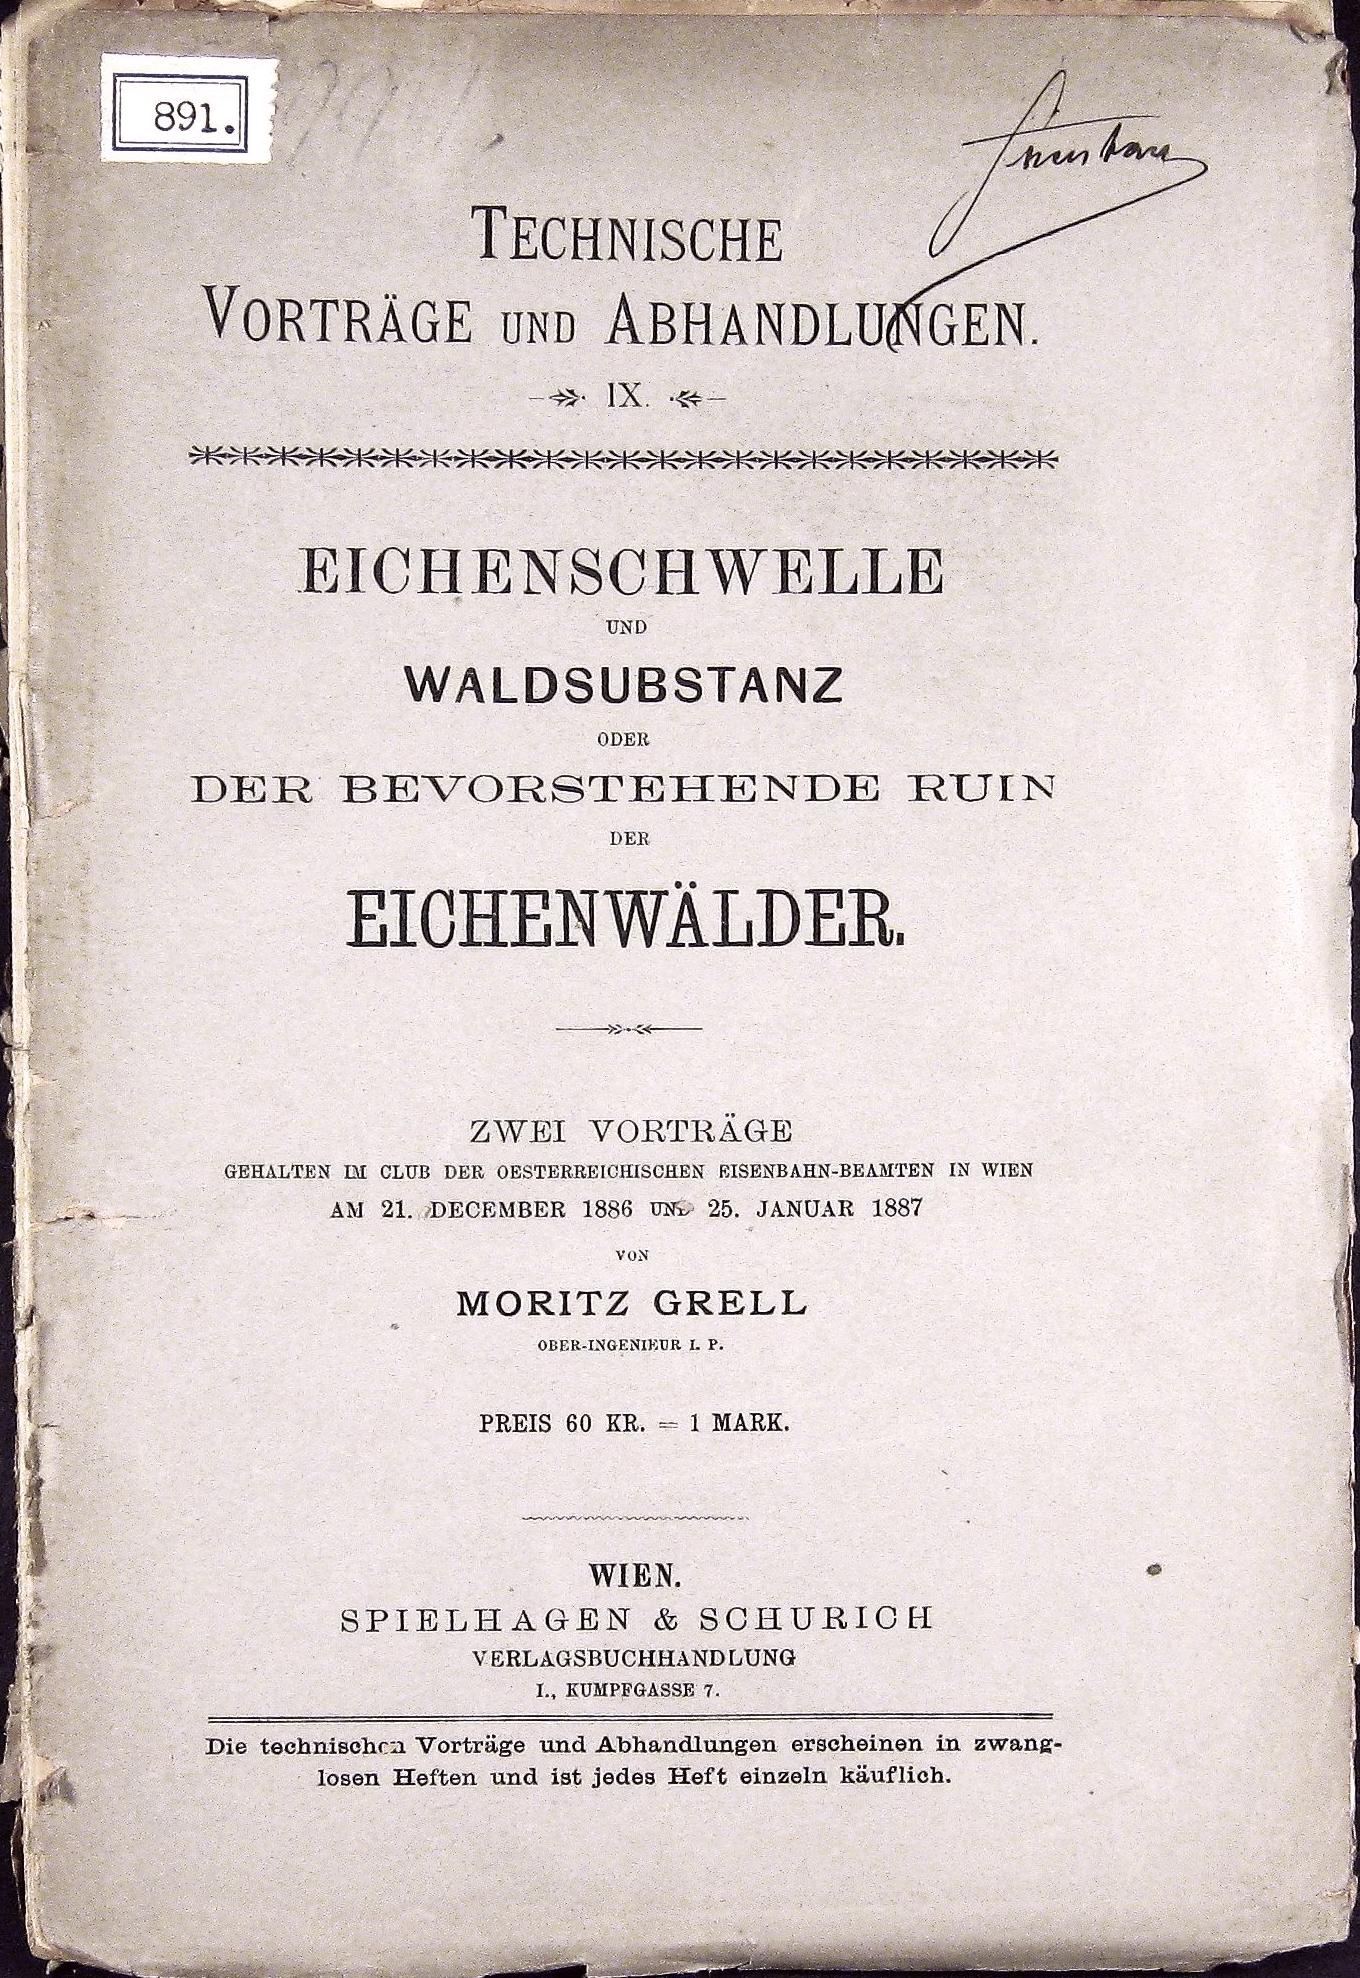 891.
TECHNISCHE
VORTRÄGE UND ABHANDLUNGEN.
IX.
EICHENSCHWELLE
UND
WALDSUBSTANZ
ODER
DER BEVORSTEHENDE RUIN
DER
EICHENWÄLDER.
ZWEI VORTRÄGE
GEHALTEN IM CLUB DER OESTERREICHISCHEN EISENBAHN-BEAMTEN IN WIEN
AM 21. DECEMBER 1886 UND 25. JANUAR 1887
VON
MORITZ GRELL
OBER-INGENIEUR I. P.
PREIS 60 KR. = 1 MARK.
WIEN.
SPIELHAGEN & SCHURICH
VERLAGSBUCHHANDLUNG
I., KUMPFGASSE 7.
Die technischen Vorträge und Abhandlungen erscheinen in zwang-
losen Heften und ist jedes Heft einzeln käuflich.